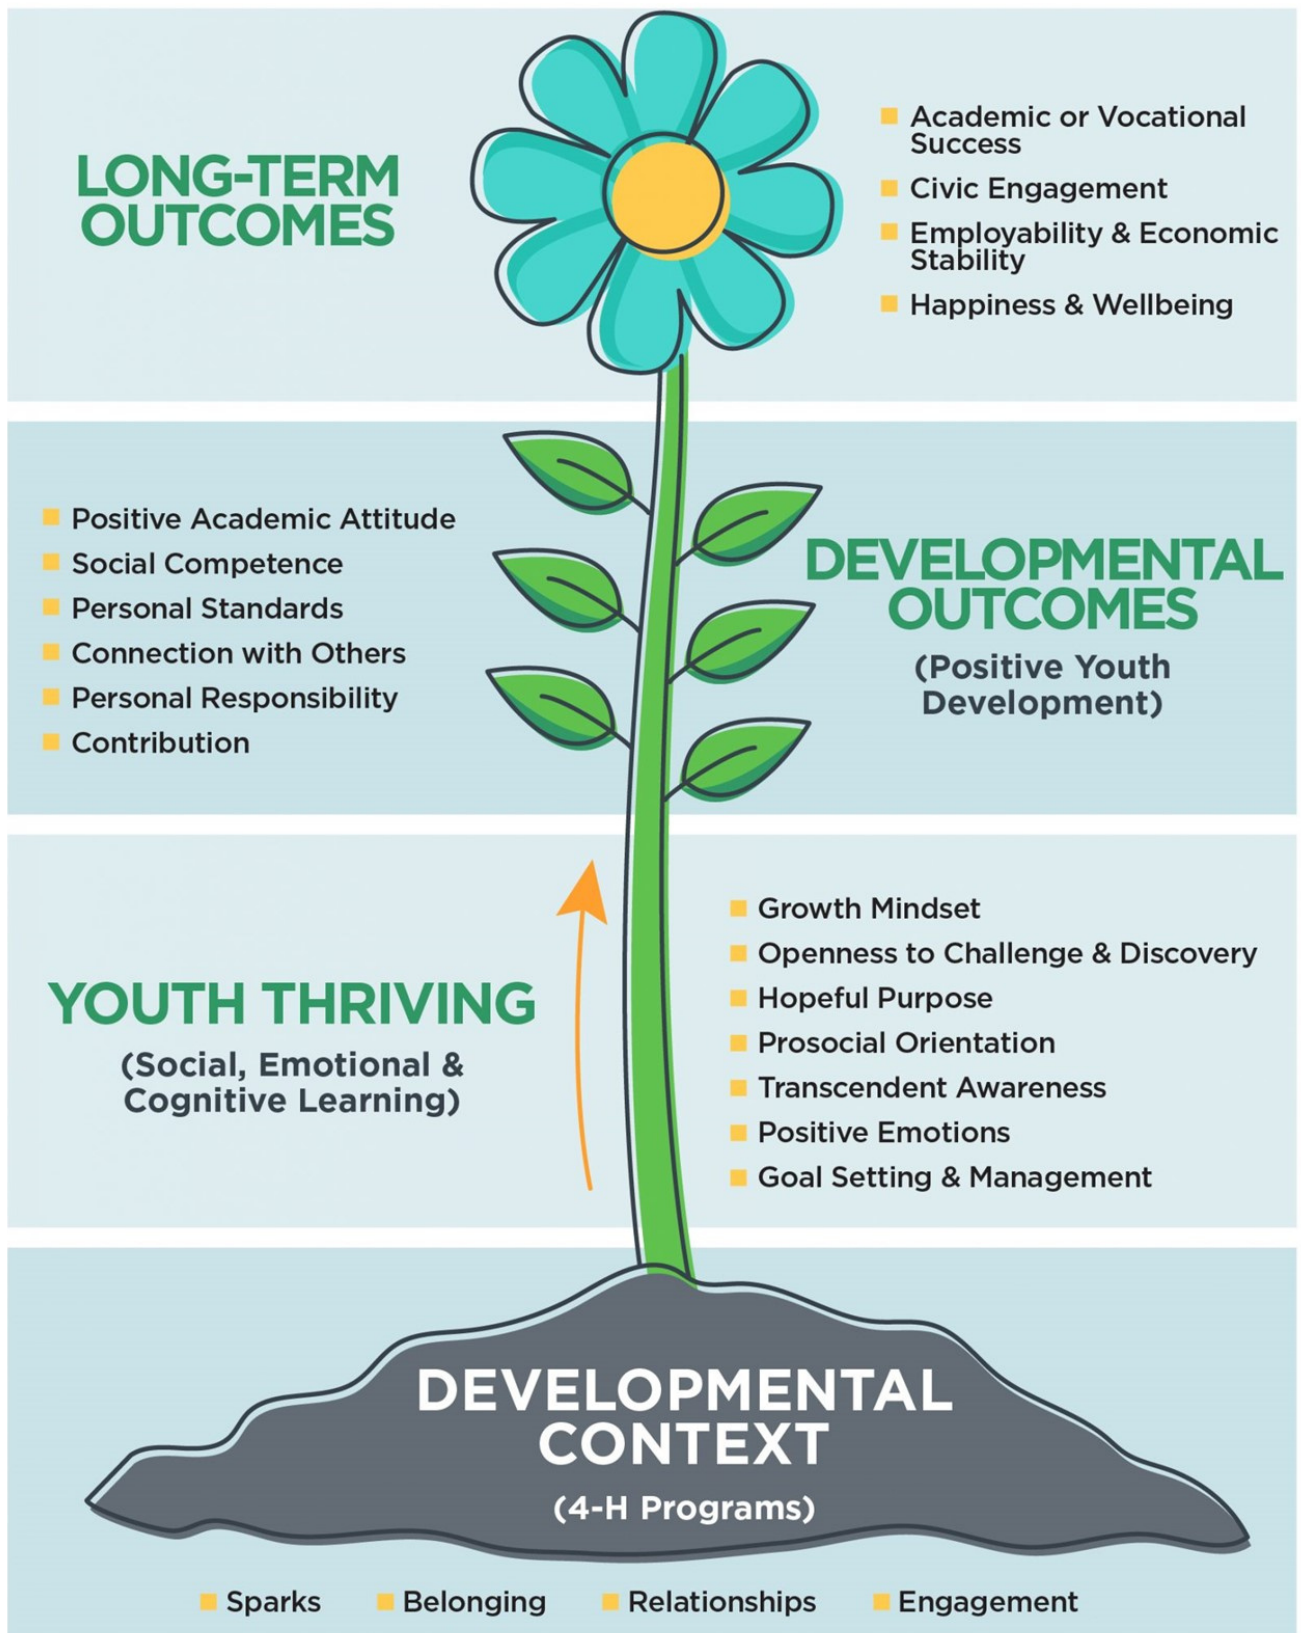 LONG-TERM
OUTCOMES
Academic or Vocational
Success
Civic Engagement
Employability & Economic
Stability
Happiness & Wellbeing
Positive Academic Attitude
Social Competence
Personal Standards
Connection with Others
Personal Responsibility
Contribution
DEVELOPMENTAL
OUTCOMES
(Positive Youth
Development)
YOUTH THRIVING
(Social, Emotional &
Cognitive Learning)
Growth Mindset
Openness to Challenge & Discovery
Hopeful Purpose
Prosocial Orientation
Transcendent Awareness
Positive Emotions
Goal Setting & Management
DEVELOPMENTAL
CONTEXT
(4-H Programs)
Sparks Belonging Relationships Engagement